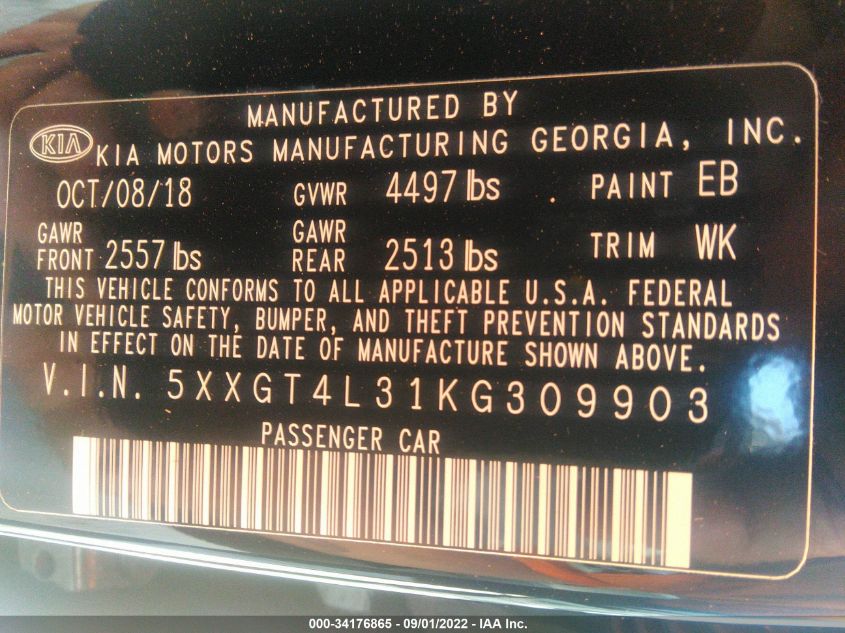 MANUFACTURED BY
KIA KIA MOTORS MANUFACTURING GEORGIA, INC.
OCT/08/18 GVWR 4497 lbs . PAINT EB
GAWR FRONT 2557 lbs GAWR REAR 2513 lbs TRIM WK
THIS VEHICLE CONFORMS TO ALL APPLICABLE U.S.A. FEDERAL
MOTOR VEHICLE SAFETY, BUMPER, AND THEFT PREVENTION STANDARDS
IN EFFECT ON THE DATE OF MANUFACTURE SHOWN ABOVE.
V.I.N. 5XXGT4L31KG309903
PASSENGER CAR
000-34176865 - 09/01/2022 - IAA Inc.